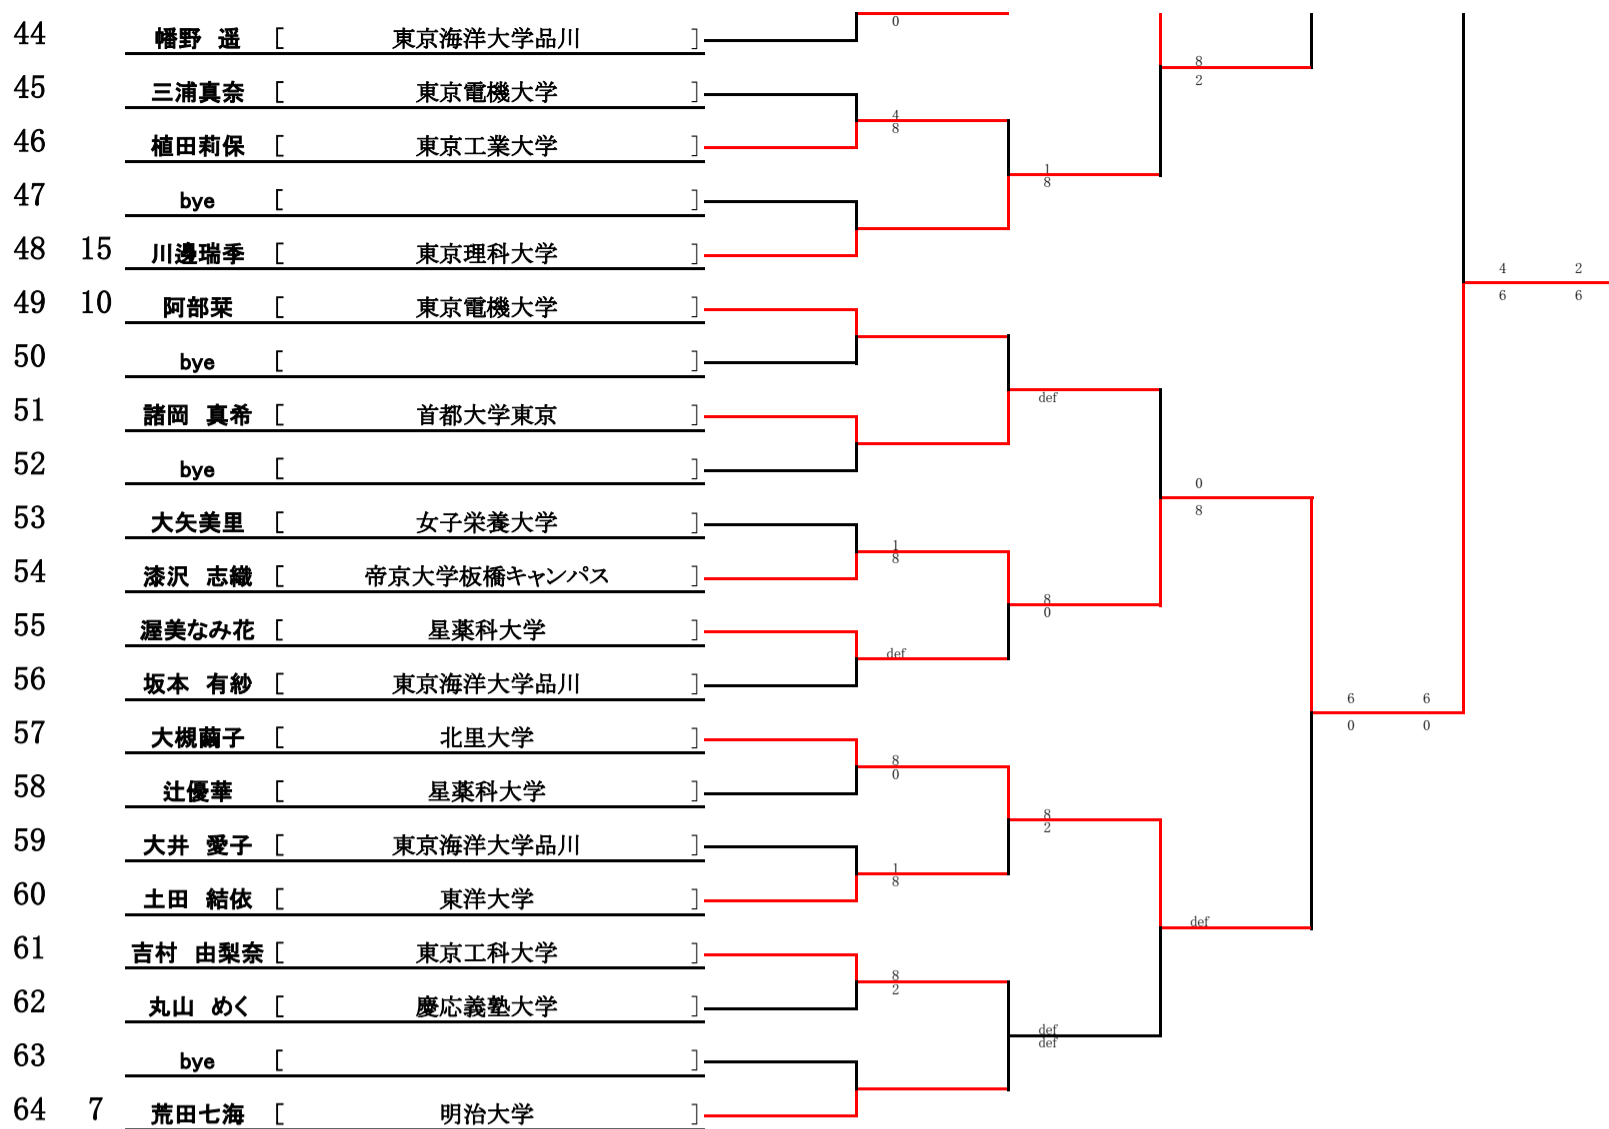 0
44 幡野 遥 [ 東京海洋大学品川 ]
8
2
45 三浦真奈 [ 東京電機大学 ]
4
8
46 植田莉保 [ 東京工業大学 ]
1
8
47 bye [ ]
48 15 川邊瑞季 [ 東京理科大学 ]
4 2
6 6
49 10 阿部栞 [ 東京電機大学 ]
50 bye [ ]
def
51 諸岡 真希 [ 首都大学東京 ]
52 bye [ ]
0
8
53 大矢美里 [ 女子栄養大学 ]
1
8
54 漆沢 志織 [ 帝京大学板橋キャンパス ]
8
0
55 渥美なみ花 [ 星薬科大学 ]
def
56 坂本 有紗 [ 東京海洋大学品川 ]
6 6
0 0
57 大槻繭子 [ 北里大学 ]
8
0
58 辻優華 [ 星薬科大学 ]
8
2
59 大井 愛子 [ 東京海洋大学品川 ]
1
8
60 土田 結依 [ 東洋大学 ]
def
61 吉村 由梨奈 [ 東京工科大学 ]
8
2
62 丸山 めく [ 慶応義塾大学 ]
def
def
63 bye [ ]
64 7 荒田七海 [ 明治大学 ]